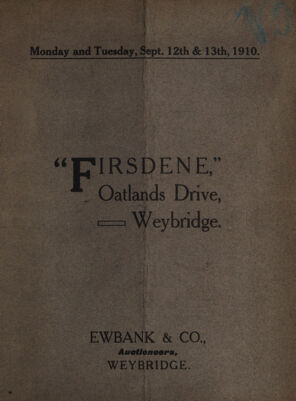 Monday and Tuesday, Sept. 12th & 13th, 1910.
"FIRSDENE,"
Oatlands Drive,
Weybridge.
EWBANK & CO.,
Auctioneers,
WEYBRIDGE.